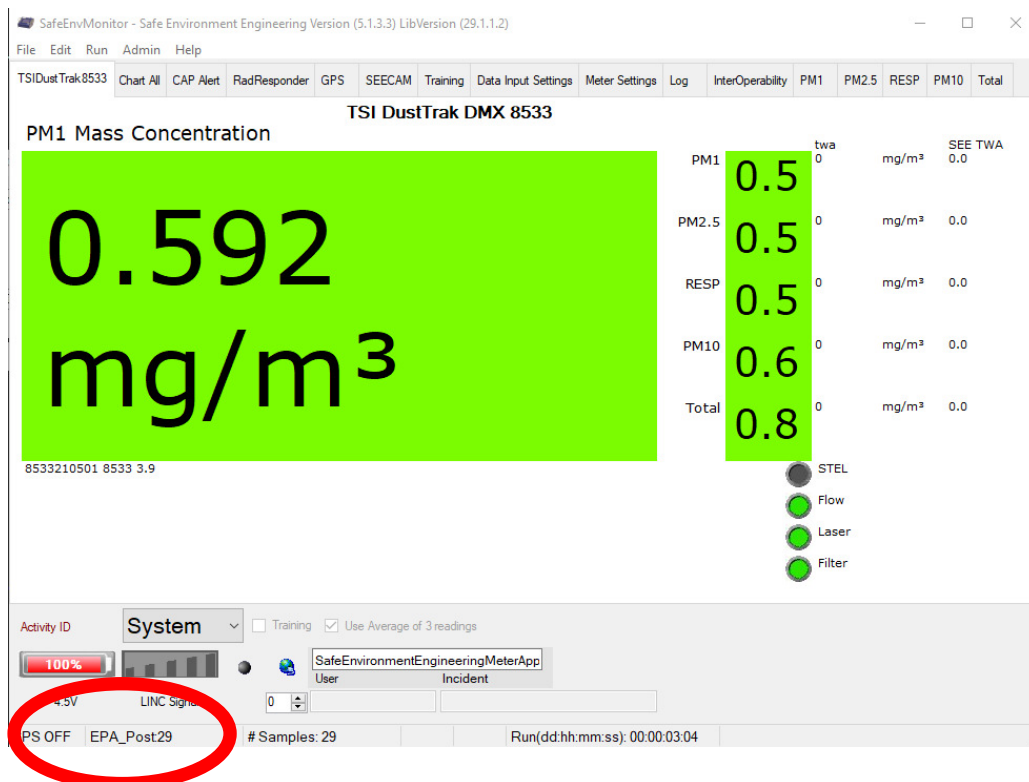 SafeEnvMonitor - Safe Environment Engineering Version (5.1.3.3) LibVersion (29.1.1.2)
File Edit Run Admin Help
TSIDustTrak8533 Chart All CAP Alert RadResponder GPS SEECAM Training Data Input Settings Meter Settings Log InterOperability PM1 PM2.5 RESP PM10 Total
TSI DustTrak DMX 8533
PM1 Mass Concentration
twa SEE TWA
0.592
mg/m³
PM1 0.5 0 mg/m³ 0.0
PM2.5 0.5 0 mg/m³ 0.0
RESP 0.5 0 mg/m³ 0.0
PM10 0.6 0 mg/m³ 0.0
Total 0.8 0 mg/m³ 0.0
8533210501 8533 3.9
STEL
Flow
Laser
Filter
Activity ID System Training Use Average of 3 readings
100% SafeEnvironmentEngineeringMeterApp
User Incident
4.5V LINC 0
PS OFF EPA_Post:29 # Samples: 29 Run(dd:hh:mm:ss): 00:00:03:04